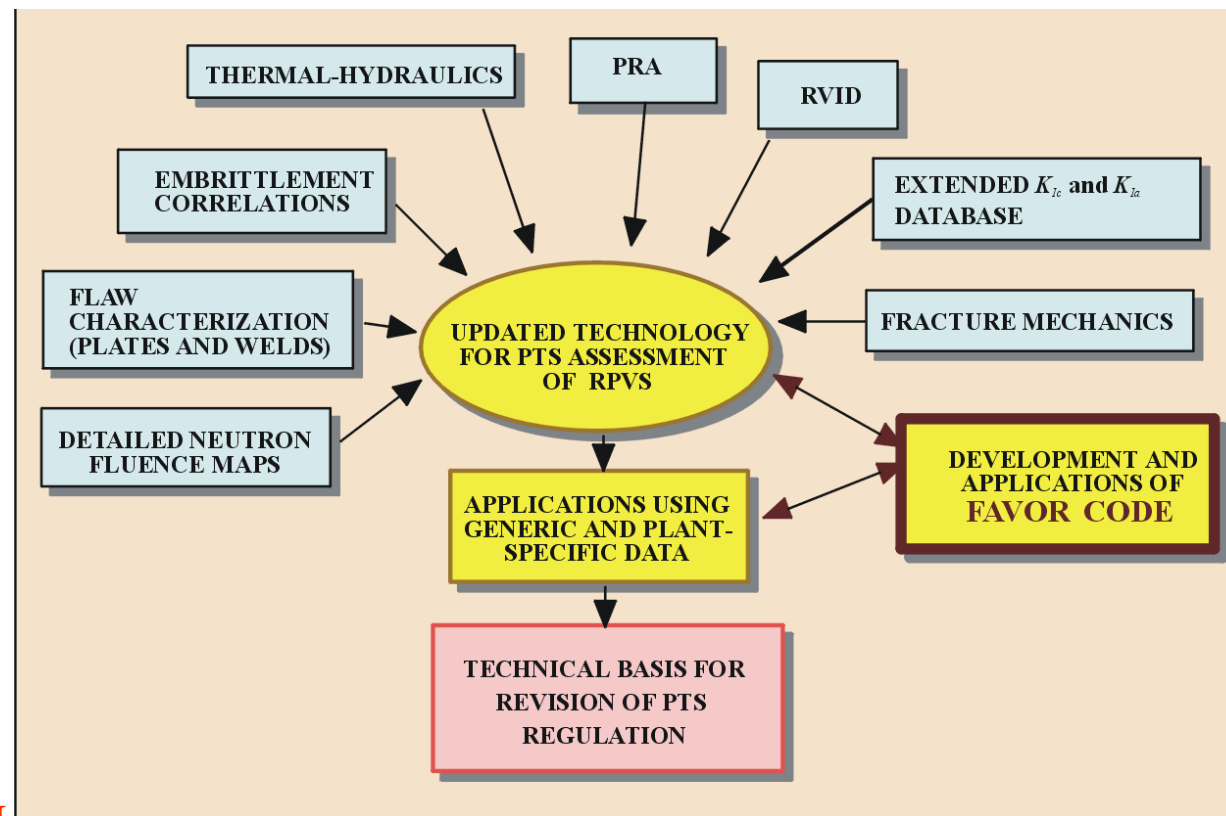 THERMAL-HYDRAULICS
PRA
RVID
EMBRITTLEMENT
CORRELATIONS
EXTENDED K_Ic and K_Ia
DATABASE
FLAW
CHARACTERIZATION
(PLATES AND WELDS)
FRACTURE MECHANICS
UPDATED TECHNOLOGY
FOR PTS ASSESSMENT
OF RPVS
DETAILED NEUTRON
FLUENCE MAPS
DEVELOPMENT AND
APPLICATIONS OF
FAVOR CODE
APPLICATIONS USING
GENERIC AND PLANT-
SPECIFIC DATA
TECHNICAL BASIS FOR
REVISION OF PTS
REGULATION